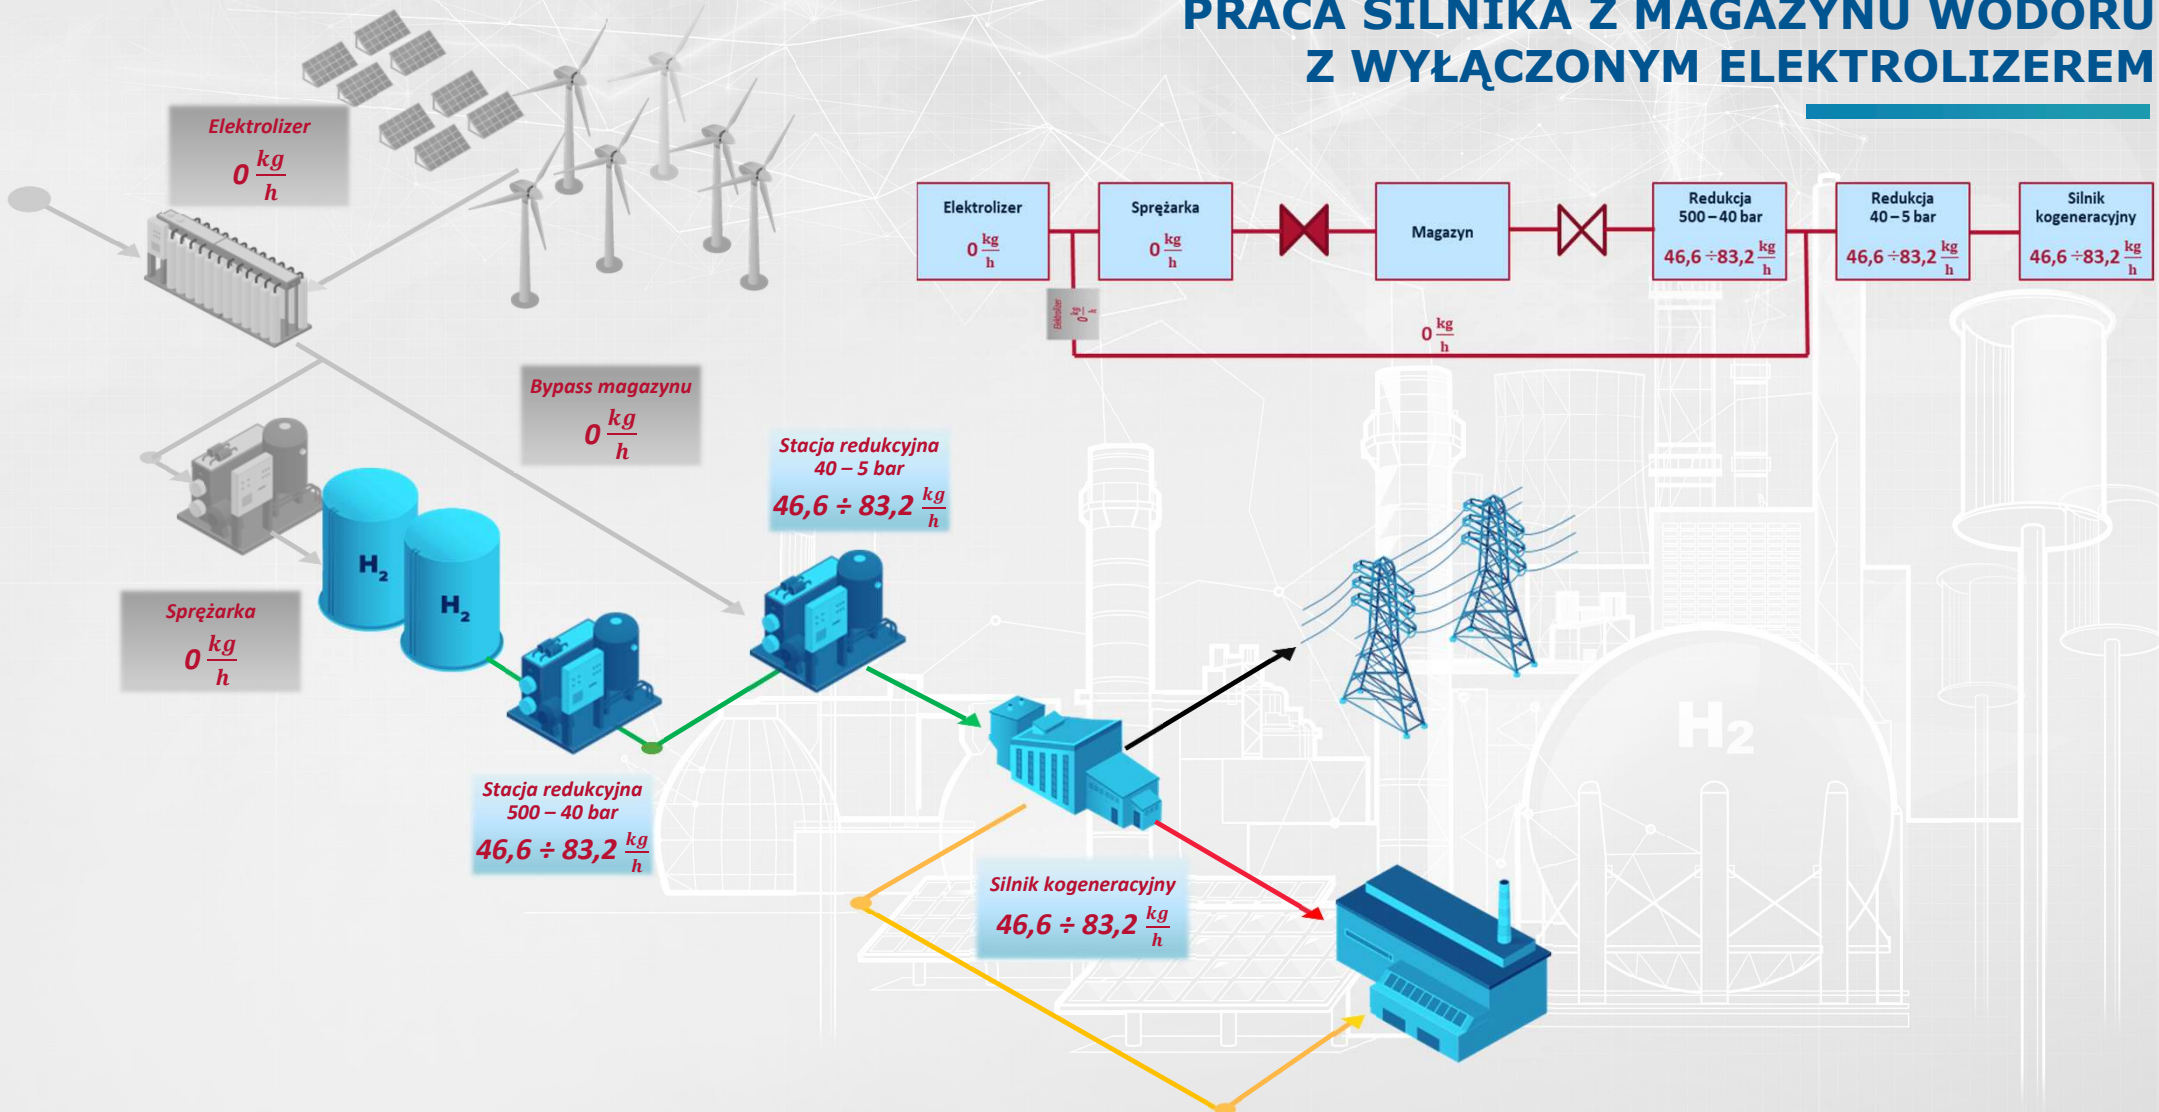 PRACA SILNIKA Z MAGAZYNU WODORU
Z WYŁĄCZONYM ELEKTROLIZEREM
Elektrolizer
0 kg/h
Elektrolizer
0 kg/h
Sprężarka
0 kg/h
Magazyn
Redukcja
500 – 40 bar
46,6 ÷83,2 kg/h
Redukcja
40 – 5 bar
46,6 ÷83,2 kg/h
Silnik
kogeneracyjny
46,6 ÷83,2 kg/h
Elektrolizer
0 kg/h
0 kg/h
Bypass magazynu
0 kg/h
Stacja redukcyjna
40 – 5 bar
46,6 ÷ 83,2 kg/h
H₂
H₂
Sprężarka
0 kg/h
Stacja redukcyjna
500 – 40 bar
46,6 ÷ 83,2 kg/h
Silnik kogeneracyjny
46,6 ÷ 83,2 kg/h
H₂